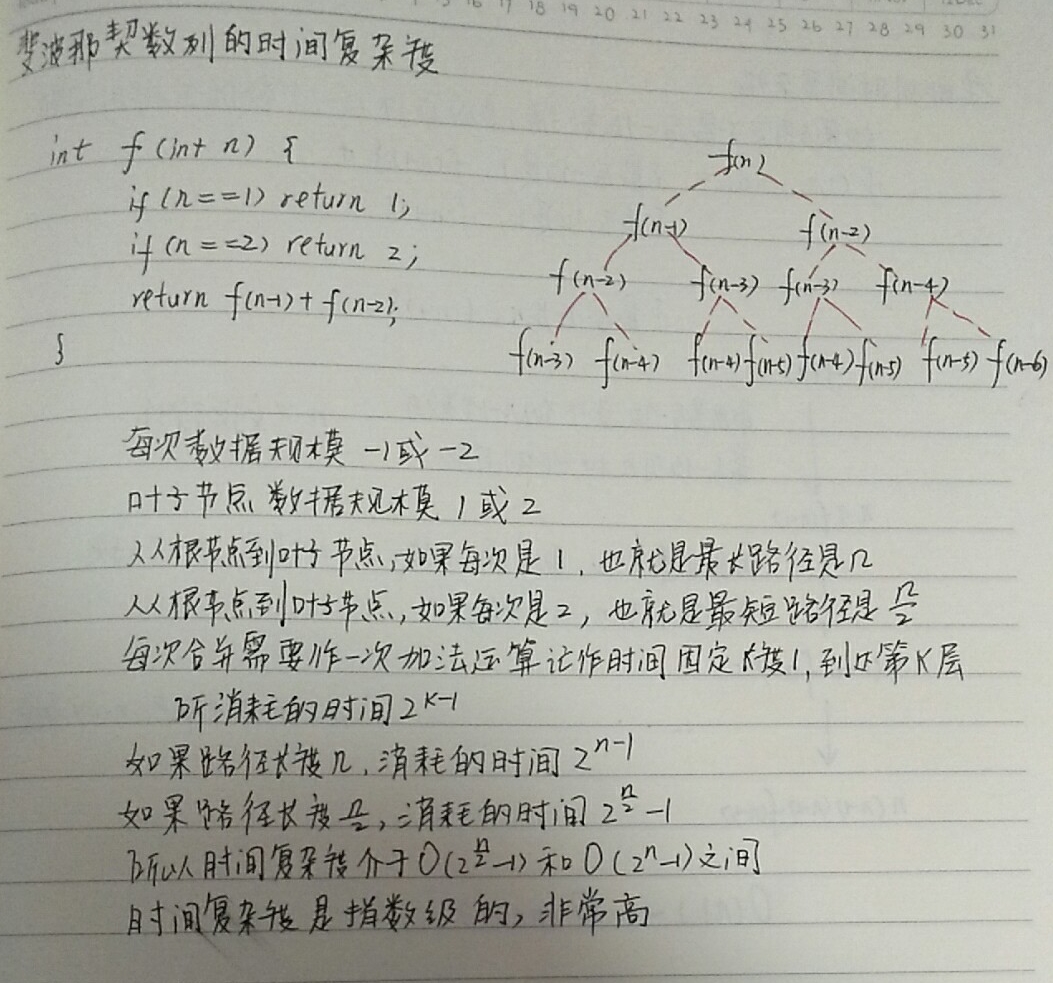 15 16 17 18 19 20 21 22 23 24 25 26 27 28 29 30 31
斐波那契数列的时间复杂度
int f(int n) {
if (n==1) return 1;
if (n==2) return 2;
return f(n-1)+f(n-2);
}
f(n)
f(n-1) f(n-2)
f(n-2) f(n-3) f(n-3) f(n-4)
f(n-3) f(n-4) f(n-4) f(n-5) f(n-4) f(n-5) f(n-5) f(n-6)
每次数据规模 -1或 -2
叶子节点数据规模 1 或 2
从根节点到叶子节点,如果每次是1, 也就是最长路径是n
从根节点到叶子节点,如果每次是2, 也就是最短路径是 n/2
每次合并需要作一次加法运算记作时间固定长度1,到达第K层
所消耗的时间 2^{K-1}
如果路径长度n,消耗的时间 2^{n-1}
如果路径长度 n/2,消耗的时间 2^{n/2}-1
所以时间复杂度介于O(2^{n/2}-1)和O(2^n-1)之间
时间复杂度是指数级的,非常高